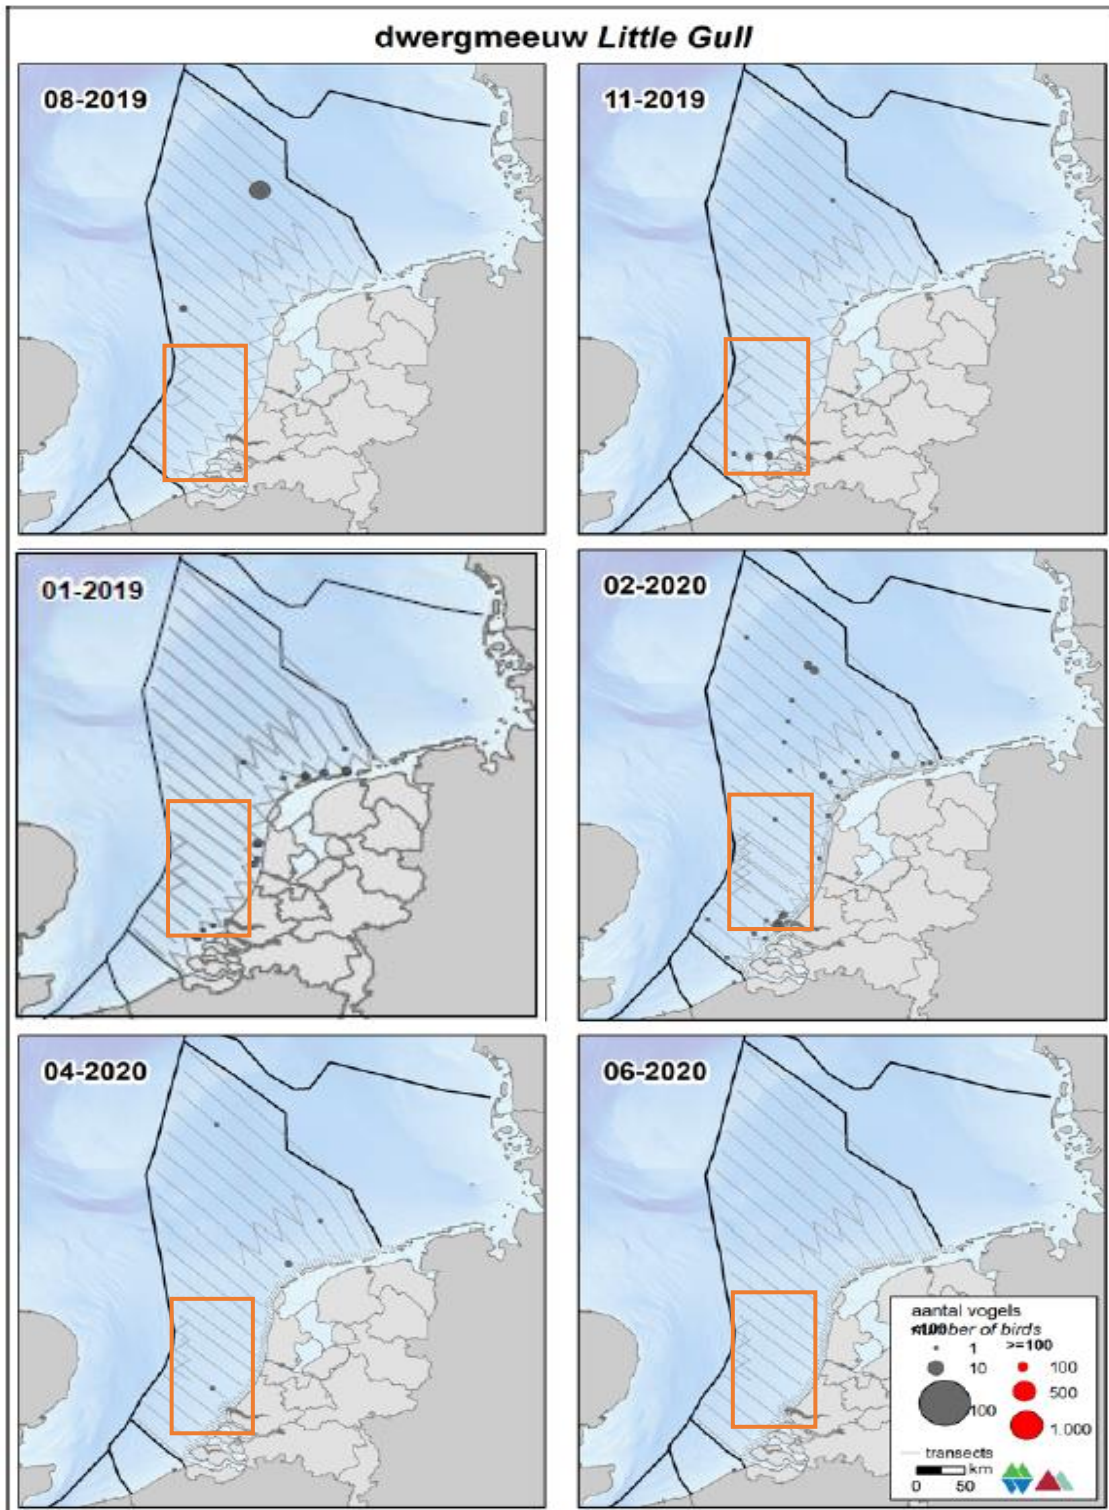 dwergmeeuw Little Gull
08-2019
11-2019
01-2019
02-2020
04-2020
06-2020
aantal vogels
<100 number of birds
>=100
1 100
10 500
100 1.000
transects
km
0 50